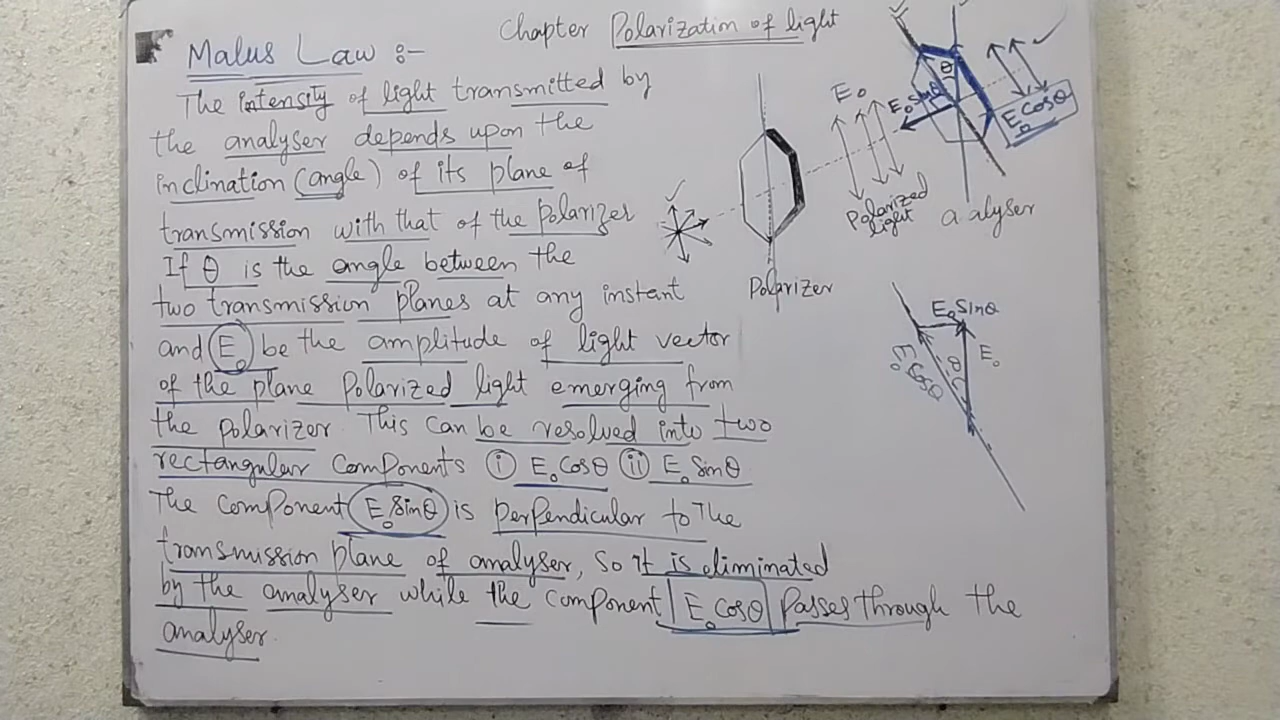 Chapter Polarization of light
Malus Law :-
The intensity of light transmitted by
the analyser depends upon the
inclination (angle) of its plane of
transmission with that of the polarizer
If θ is the angle between the
two transmission planes at any instant
and E₀ be the amplitude of light vector
of the plane Polarized light emerging from
the polarizer. This can be resolved into two
rectangular components (i) E₀ Cosθ (ii) E₀ Sinθ
The component E₀ Sinθ is perpendicular to The
transmission plane of analyser, so it is eliminated
by the analyser while the component E₀ cosθ Passes through the
analyser.
Polarizer
E₀
Polarized
light
E₀ sinθ
θ
E₀ cosθ
a alyser
E₀ Sinθ
E₀
θ
E₀ Cosθ